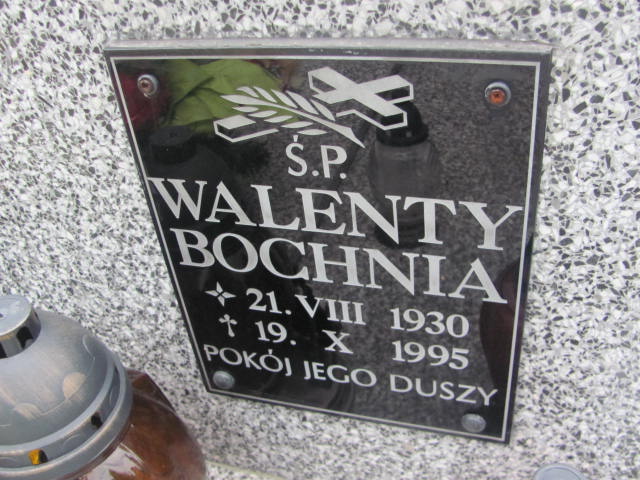 Ś.P.
WALENTY
BOCHNIA
21. VIII 1930
19. X 1995
POKÓJ JEGO DUSZY